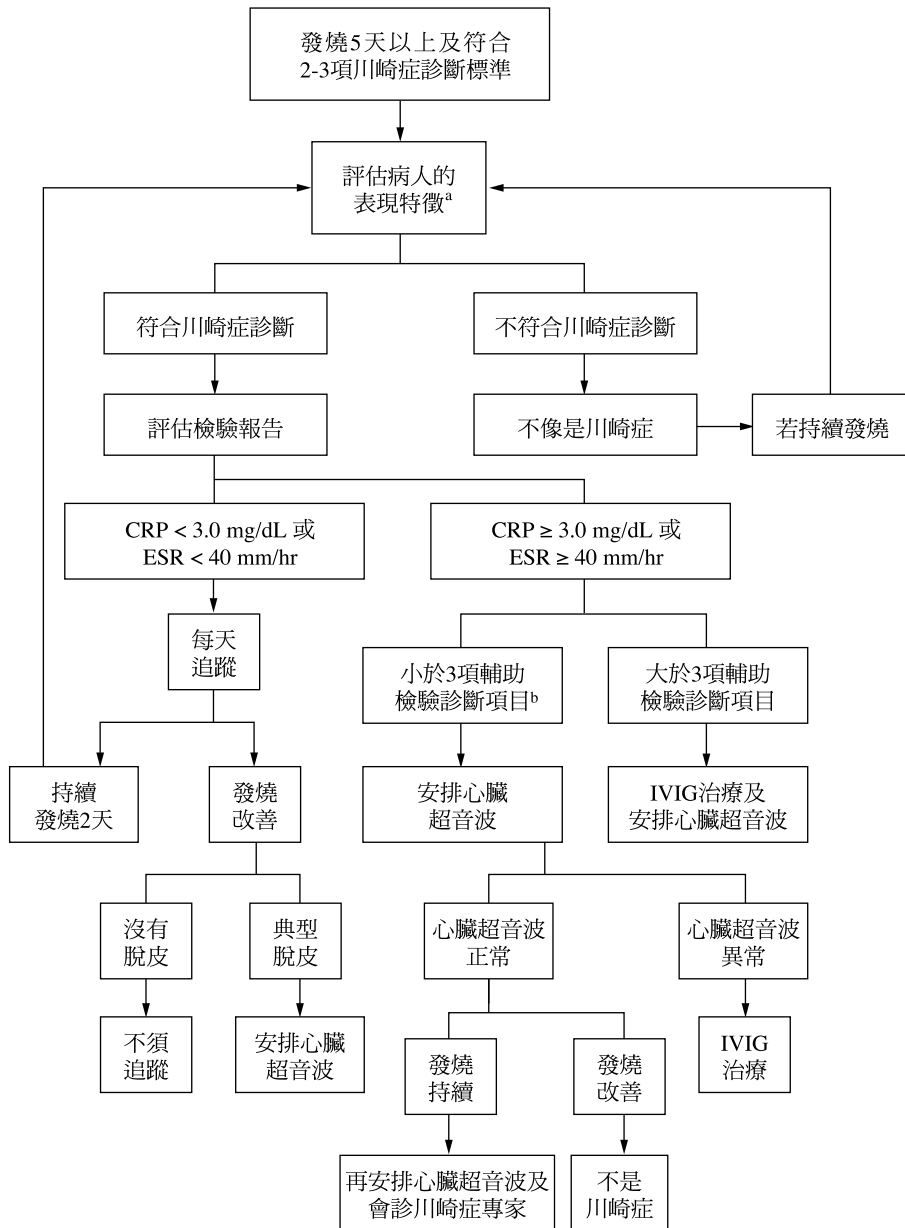 發燒5天以上及符合
2-3項川崎症診斷標準
評估病人的
表現特徵a
符合川崎症診斷
不符合川崎症診斷
評估檢驗報告
不像是川崎症
若持續發燒
CRP < 3.0 mg/dL 或
ESR < 40 mm/hr
CRP ≥ 3.0 mg/dL 或
ESR ≥ 40 mm/hr
每天
追蹤
小於3項輔助
檢驗診斷項目b
大於3項輔助
檢驗診斷項目
持續
發燒2天
發燒
改善
安排心臟
超音波
IVIG治療及
安排心臟超音波
沒有
脫皮
典型
脫皮
心臟超音波
正常
心臟超音波
異常
不須
追蹤
安排心臟
超音波
發燒
持續
發燒
改善
IVIG
治療
再安排心臟超音波及
會診川崎症專家
不是
川崎症